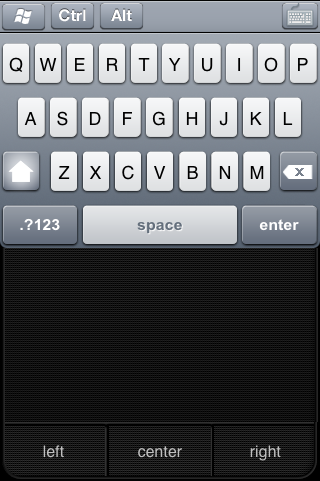 Ctrl Alt
Q W E R T Y U I O P
A S D F G H J K L
Z X C V B N M
.?123 space enter
left center right